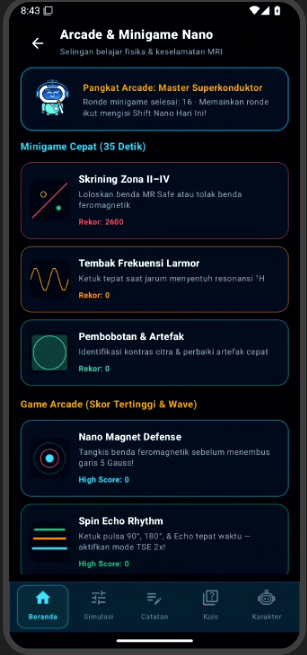 8:43
Arcade & Minigame Nano
Selingan belajar fisika & keselamatan MRI
Pangkat Arcade: Master Superkonduktor
Ronde minigame selesai: 16 · Memainkan ronde
ikut mengisi Shift Nano Hari Ini!
Minigame Cepat (35 Detik)
Skrining Zona II–IV
Loloskan benda MR Safe atau tolak benda
feromagnetik
Rekor: 2600
Tembak Frekuensi Larmor
Ketuk tepat saat jarum menyentuh resonansi ¹H
Rekor: 0
Pembobotan & Artefak
Identifikasi kontras citra & perbaiki artefak cepat
Rekor: 0
Game Arcade (Skor Tertinggi & Wave)
Nano Magnet Defense
Tangkis benda feromagnetik sebelum menembus
garis 5 Gauss!
High Score: 0
Spin Echo Rhythm
Ketuk pulsa 90°, 180°, & Echo tepat waktu —
aktifkan mode TSE 2x!
High Score: 0
Beranda
Simulasi
Catatan
Kuis
Karakter